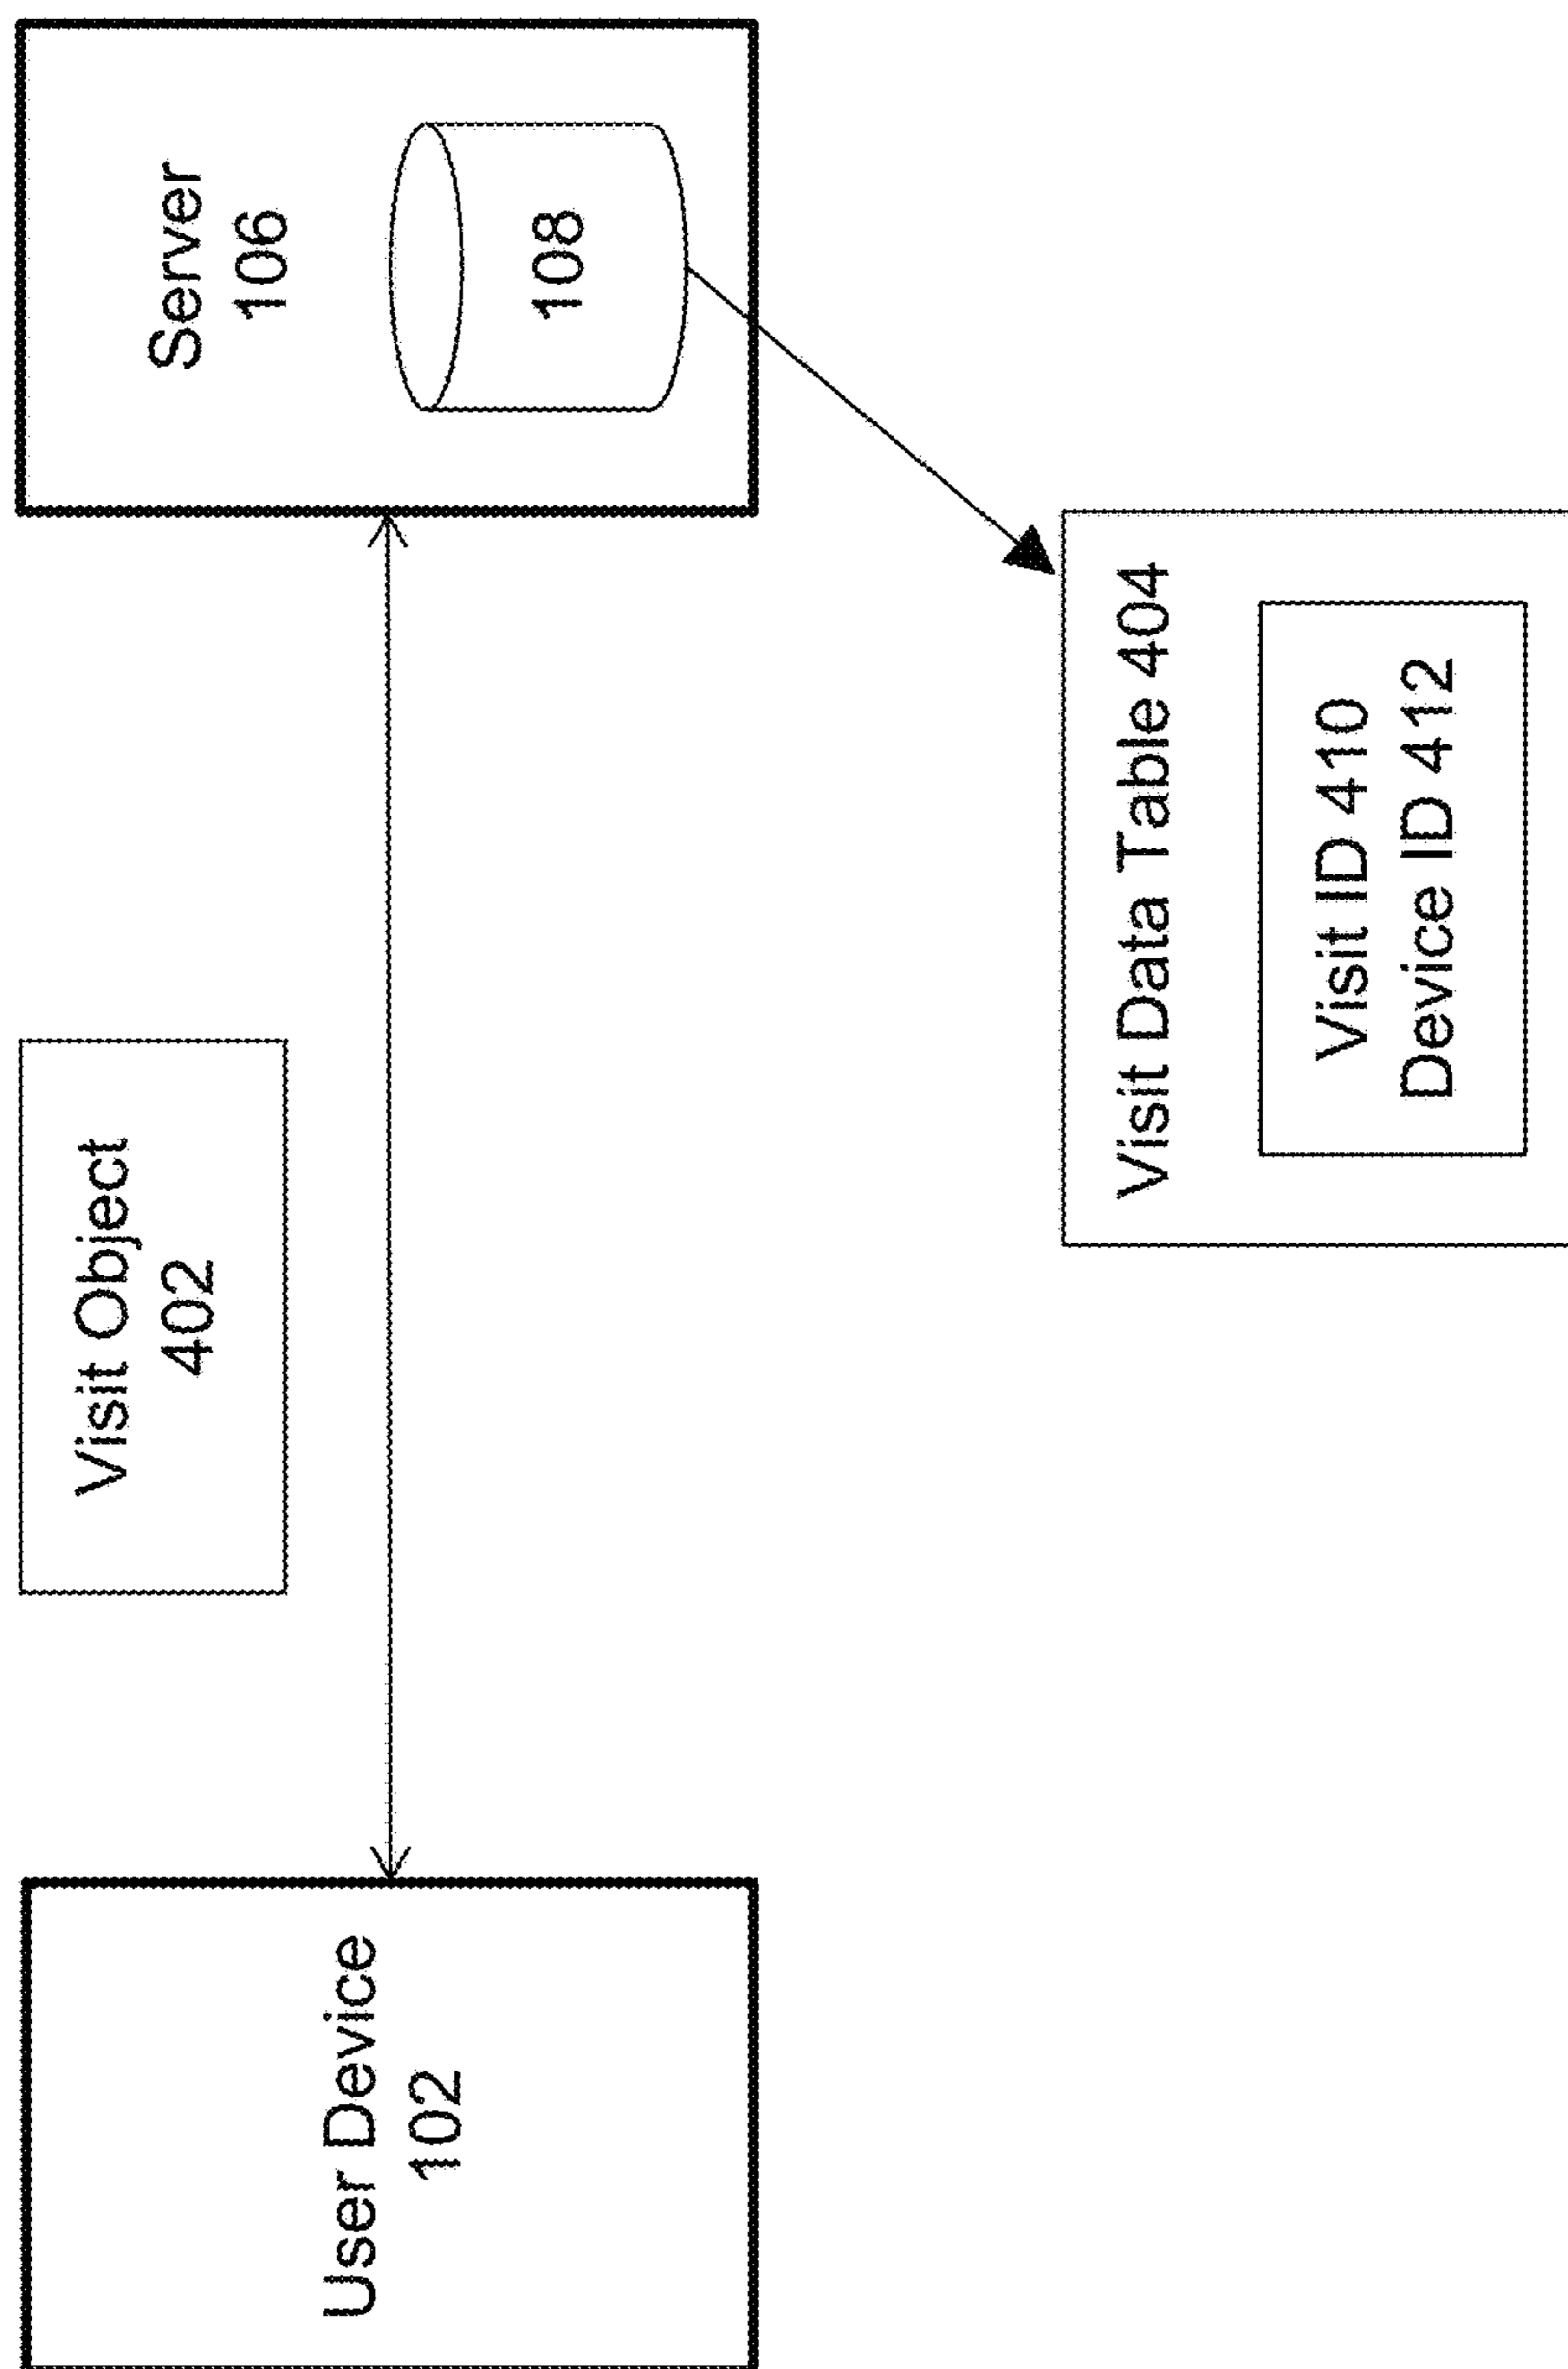 User Device
102
Visit Object
402
Server
106
108
Visit Data Table 404
Visit ID 410
Device ID 412